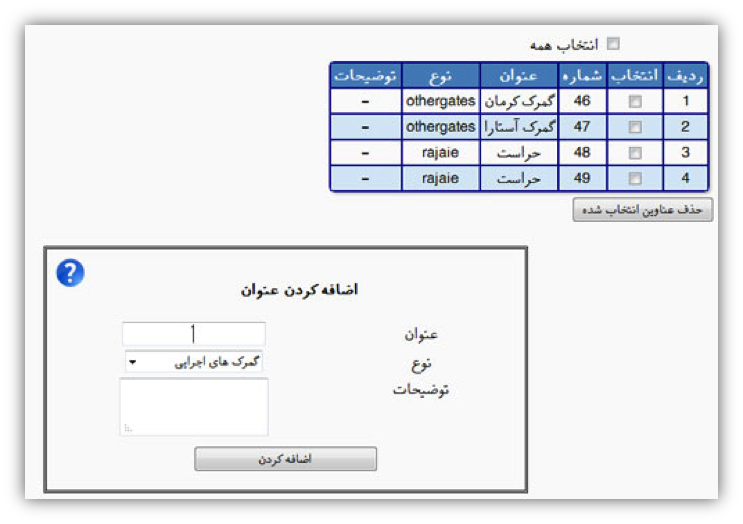 انتخاب همه
ردیف انتخاب شماره عنوان نوع توضیحات
1 46 گمرک کرمان othergates -
2 47 گمرک آستارا othergates -
3 48 حراست rajaie -
4 49 حراست rajaie -
حذف عناوین انتخاب شده
?
اضافه کردن عنوان
عنوان
نوع گمرک های اجرایی
توضیحات
اضافه کردن